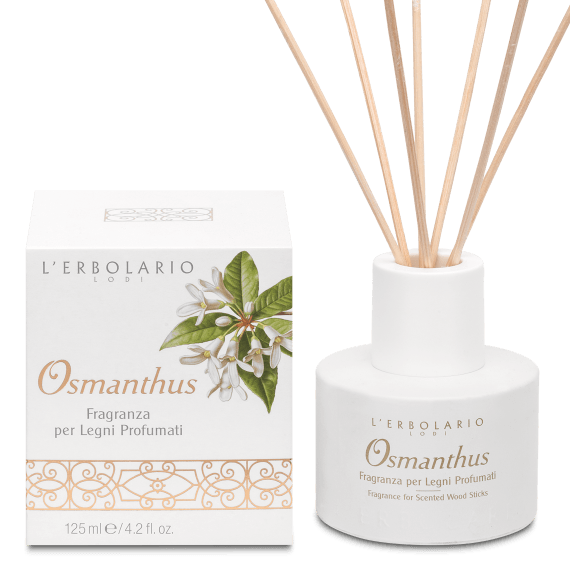 L'ERBOLARIO
LODI
Osmanthus
Fragranza
per Legni Profumati
125 ml ℮ / 4.2 fl. oz.
L'ERBOLARIO
LODI
Osmanthus
Fragranza per Legni Profumati
Fragrance for Scented Wood Sticks